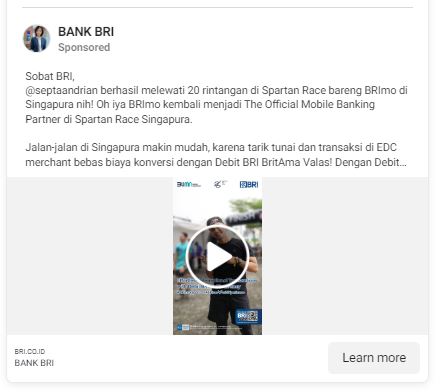 BANK BRI
Sponsored
Sobat BRI,
@septaandrian berhasil melewati 20 rintangan di Spartan Race bareng BRImo di
Singapura nih! Oh iya BRImo kembali menjadi The Official Mobile Banking
Partner di Spartan Race Singapura.
Jalan-jalan di Singapura makin mudah, karena tarik tunai dan transaksi di EDC
merchant bebas biaya konversi dengan Debit BRI BritAma Valas! Dengan Debit...
BRI
BRI
BRI.CO.ID
BANK BRI
Learn more